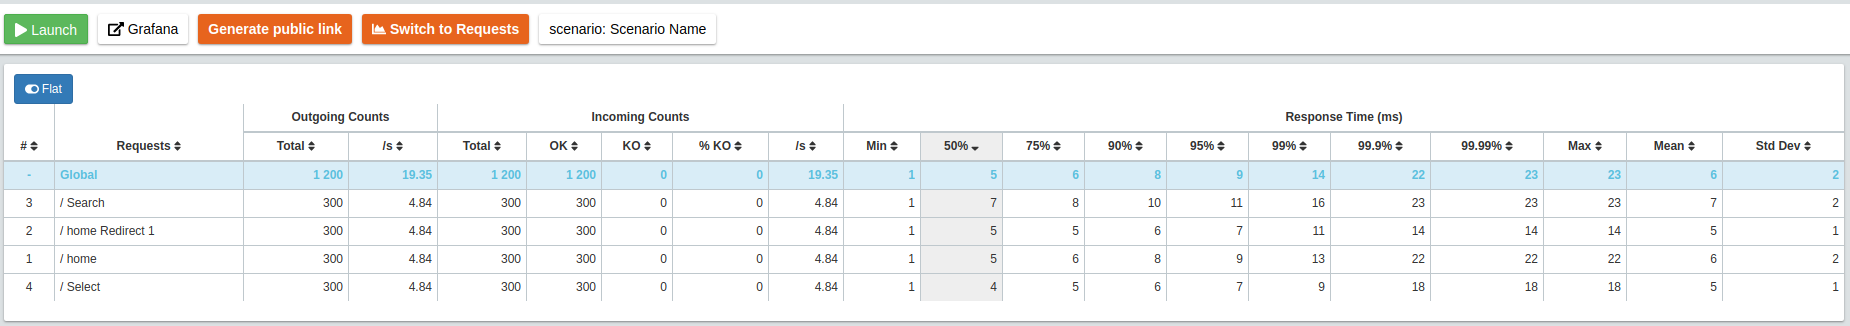 Launch Grafana Generate public link Switch to Requests scenario: Scenario Name
Flat
Outgoing Counts Incoming Counts Response Time (ms)
# Requests Total /s Total OK KO % KO /s Min 50% 75% 90% 95% 99% 99.9% 99.99% Max Mean Std Dev
- Global 1 200 19.35 1 200 1 200 0 0 19.35 1 5 6 8 9 14 22 23 23 6 2
3 / Search 300 4.84 300 300 0 0 4.84 1 7 8 10 11 16 23 23 23 7 2
2 / home Redirect 1 300 4.84 300 300 0 0 4.84 1 5 5 6 7 11 14 14 14 5 1
1 / home 300 4.84 300 300 0 0 4.84 1 5 6 8 9 13 22 22 22 6 2
4 / Select 300 4.84 300 300 0 0 4.84 1 4 5 6 7 9 18 18 18 5 1